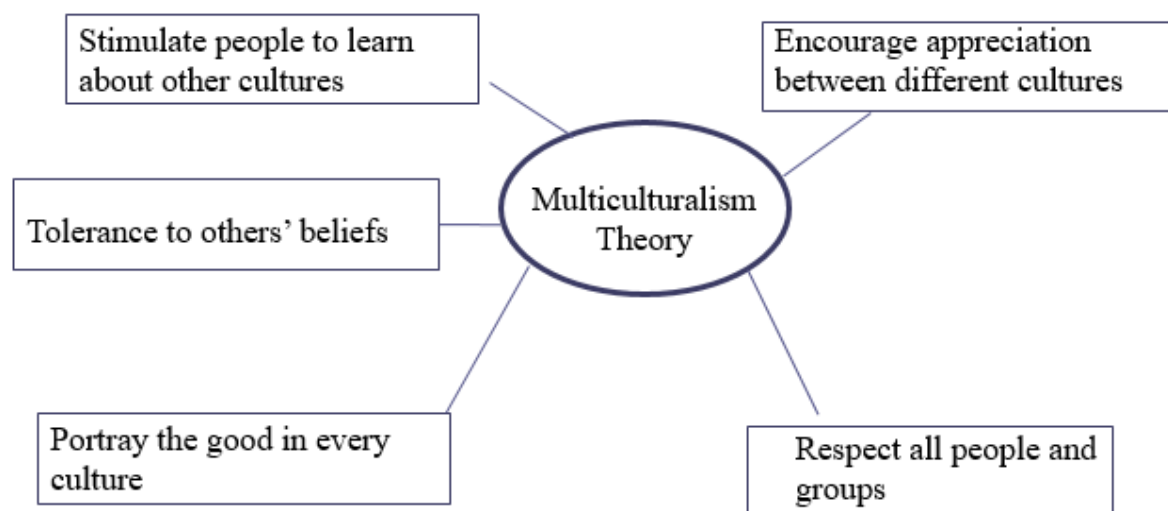 Stimulate people to learn
about other cultures
Encourage appreciation
between different cultures
Multiculturalism
Theory
Tolerance to others’ beliefs
Portray the good in every
culture
Respect all people and
groups